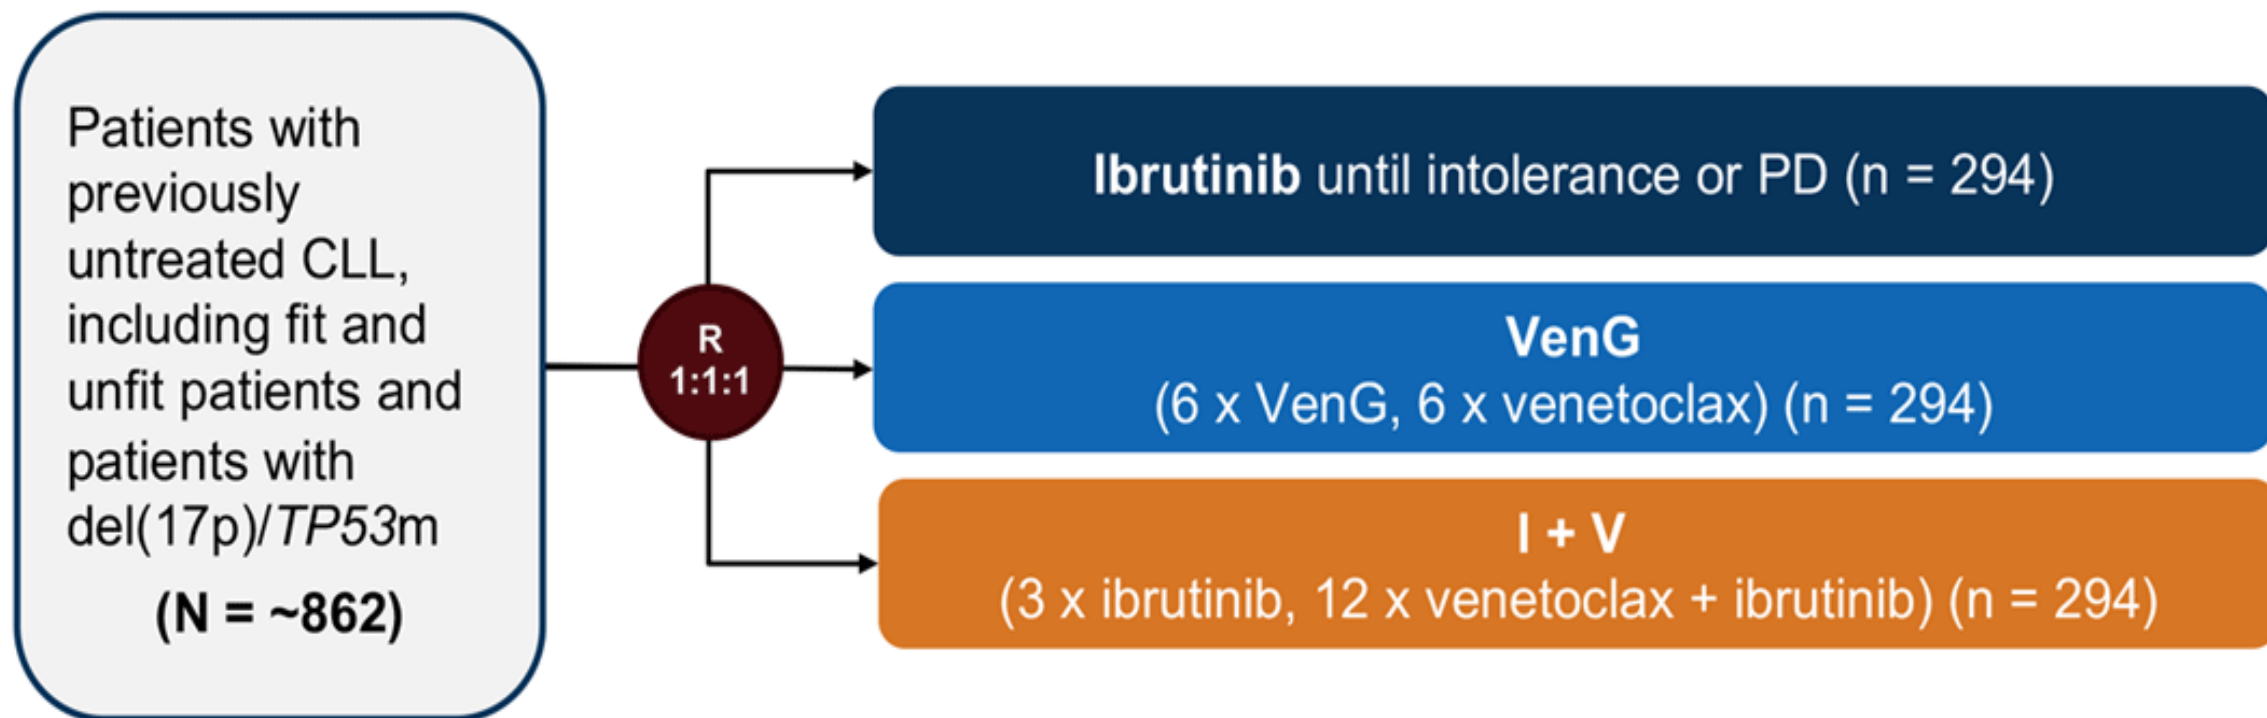 Patients with
previously
untreated CLL,
including fit and
unfit patients and
patients with
del(17p)/TP53m
(N = ~862)
R
1:1:1
Ibrutinib until intolerance or PD (n = 294)
VenG
(6 x VenG, 6 x venetoclax) (n = 294)
I + V
(3 x ibrutinib, 12 x venetoclax + ibrutinib) (n = 294)